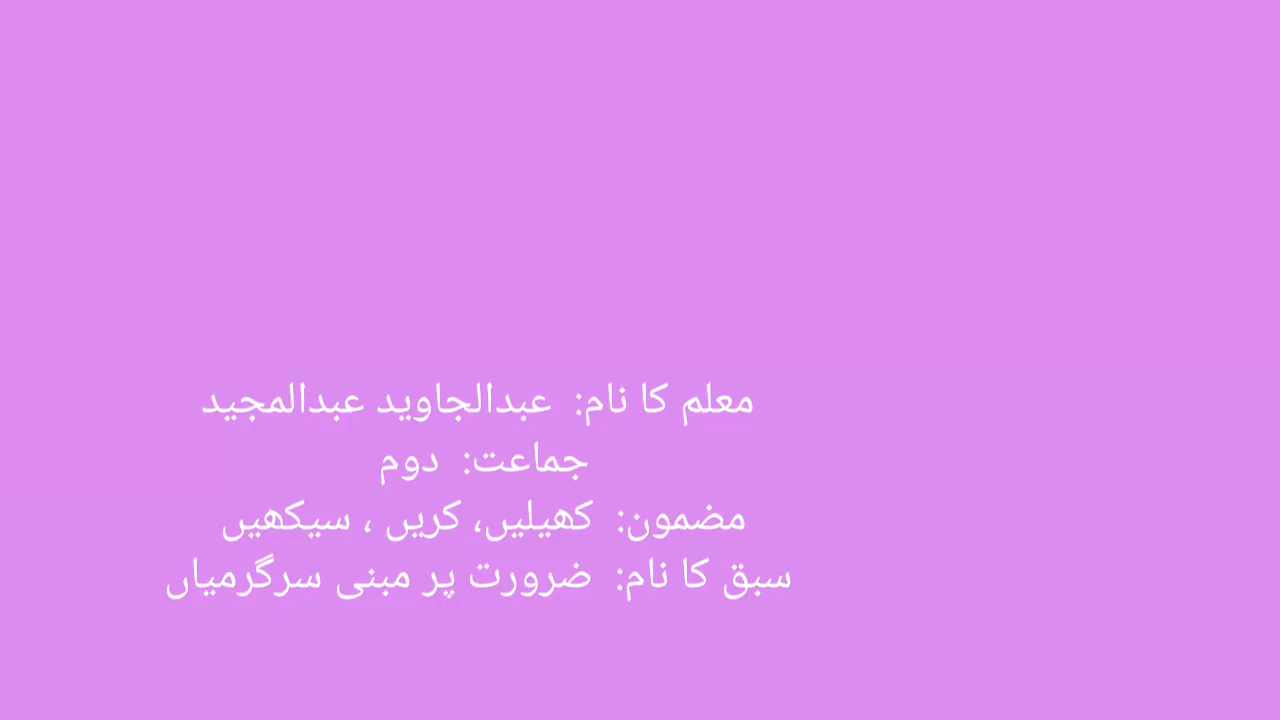 معلم کا نام: عبدالجاوید عبدالمجید
جماعت: دوم
مضمون: کھیلیں، کریں ، سیکھیں
سبق کا نام: ضرورت پر مبنی سرگرمیاں